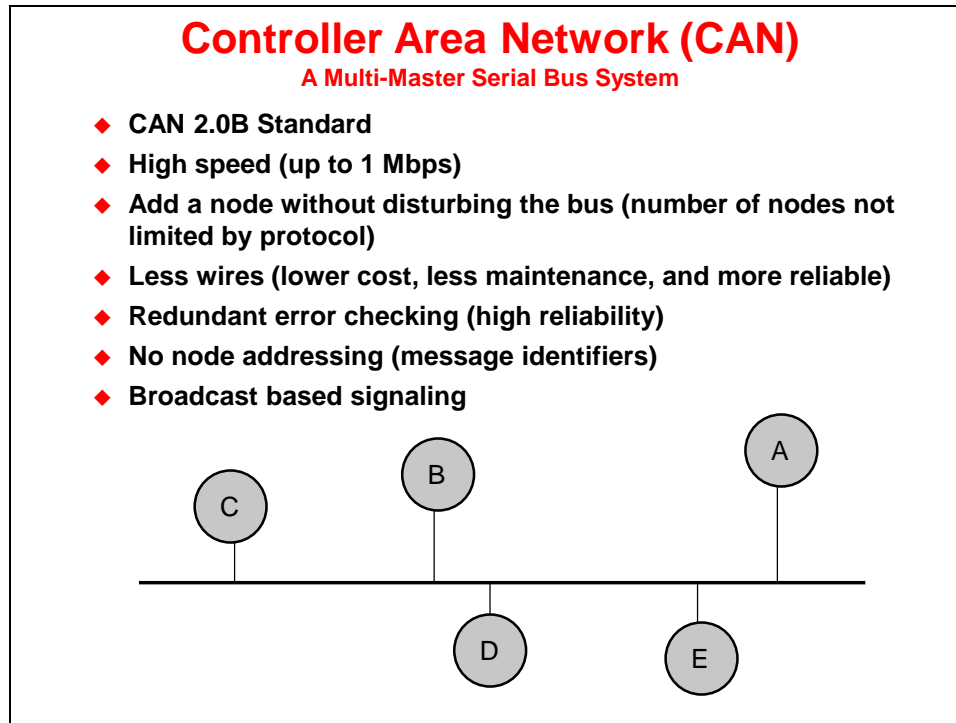 Controller Area Network (CAN)
A Multi-Master Serial Bus System
CAN 2.0B Standard
High speed (up to 1 Mbps)
Add a node without disturbing the bus (number of nodes not
limited by protocol)
Less wires (lower cost, less maintenance, and more reliable)
Redundant error checking (high reliability)
No node addressing (message identifiers)
Broadcast based signaling
A
B
C
D
E